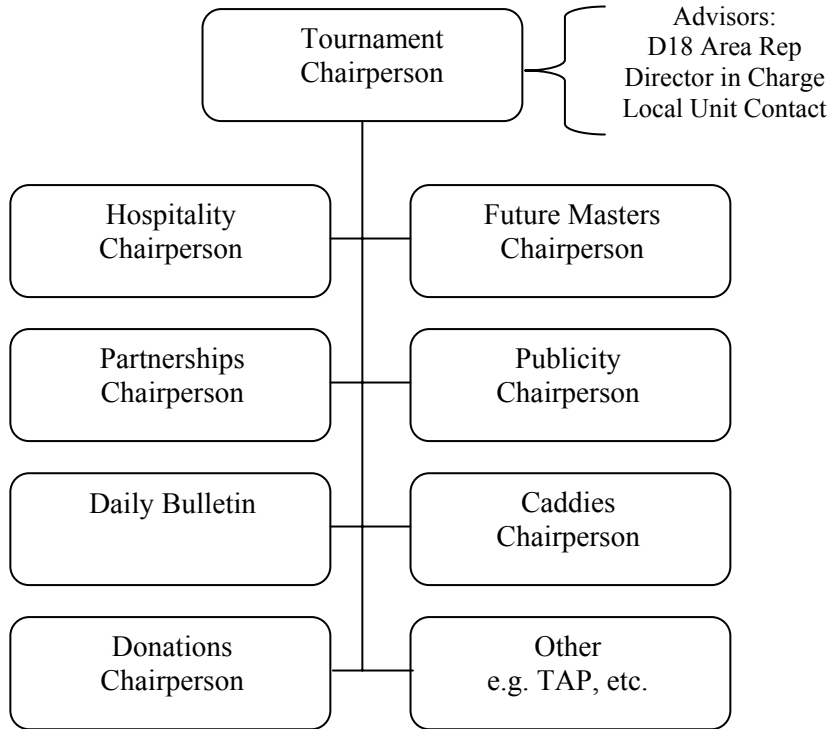 Tournament
Chairperson
Advisors:
D18 Area Rep
Director in Charge
Local Unit Contact
Hospitality
Chairperson
Future Masters
Chairperson
Partnerships
Chairperson
Publicity
Chairperson
Daily Bulletin
Caddies
Chairperson
Donations
Chairperson
Other
e.g. TAP, etc.